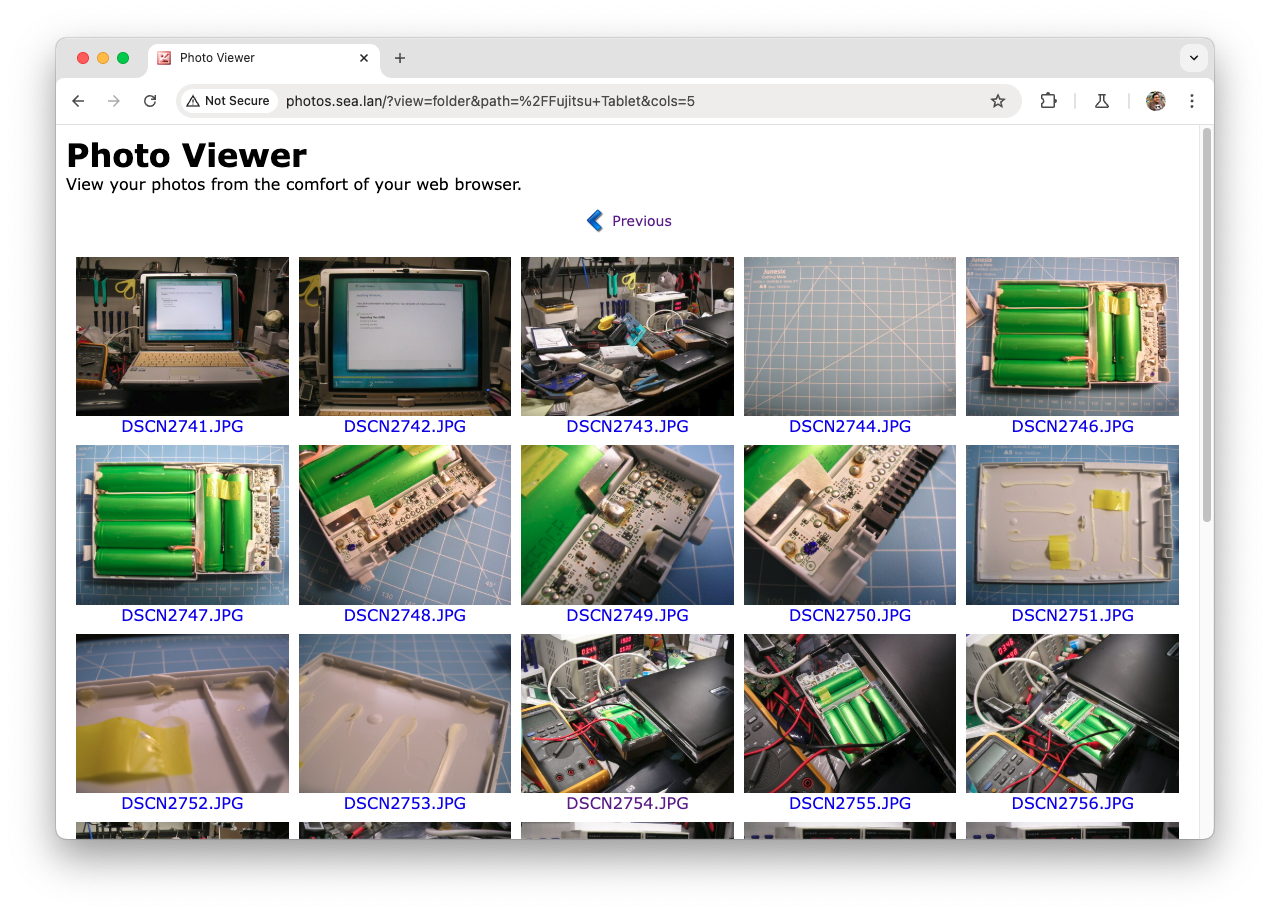 Photo Viewer
Not Secure
photos.sea.lan/?view=folder&path=%2FFujitsu+Tablet&cols=5
Photo Viewer
View your photos from the comfort of your web browser.
Previous
DSCN2741.JPG
DSCN2742.JPG
DSCN2743.JPG
DSCN2744.JPG
DSCN2746.JPG
DSCN2747.JPG
DSCN2748.JPG
DSCN2749.JPG
DSCN2750.JPG
DSCN2751.JPG
DSCN2752.JPG
DSCN2753.JPG
DSCN2754.JPG
DSCN2755.JPG
DSCN2756.JPG